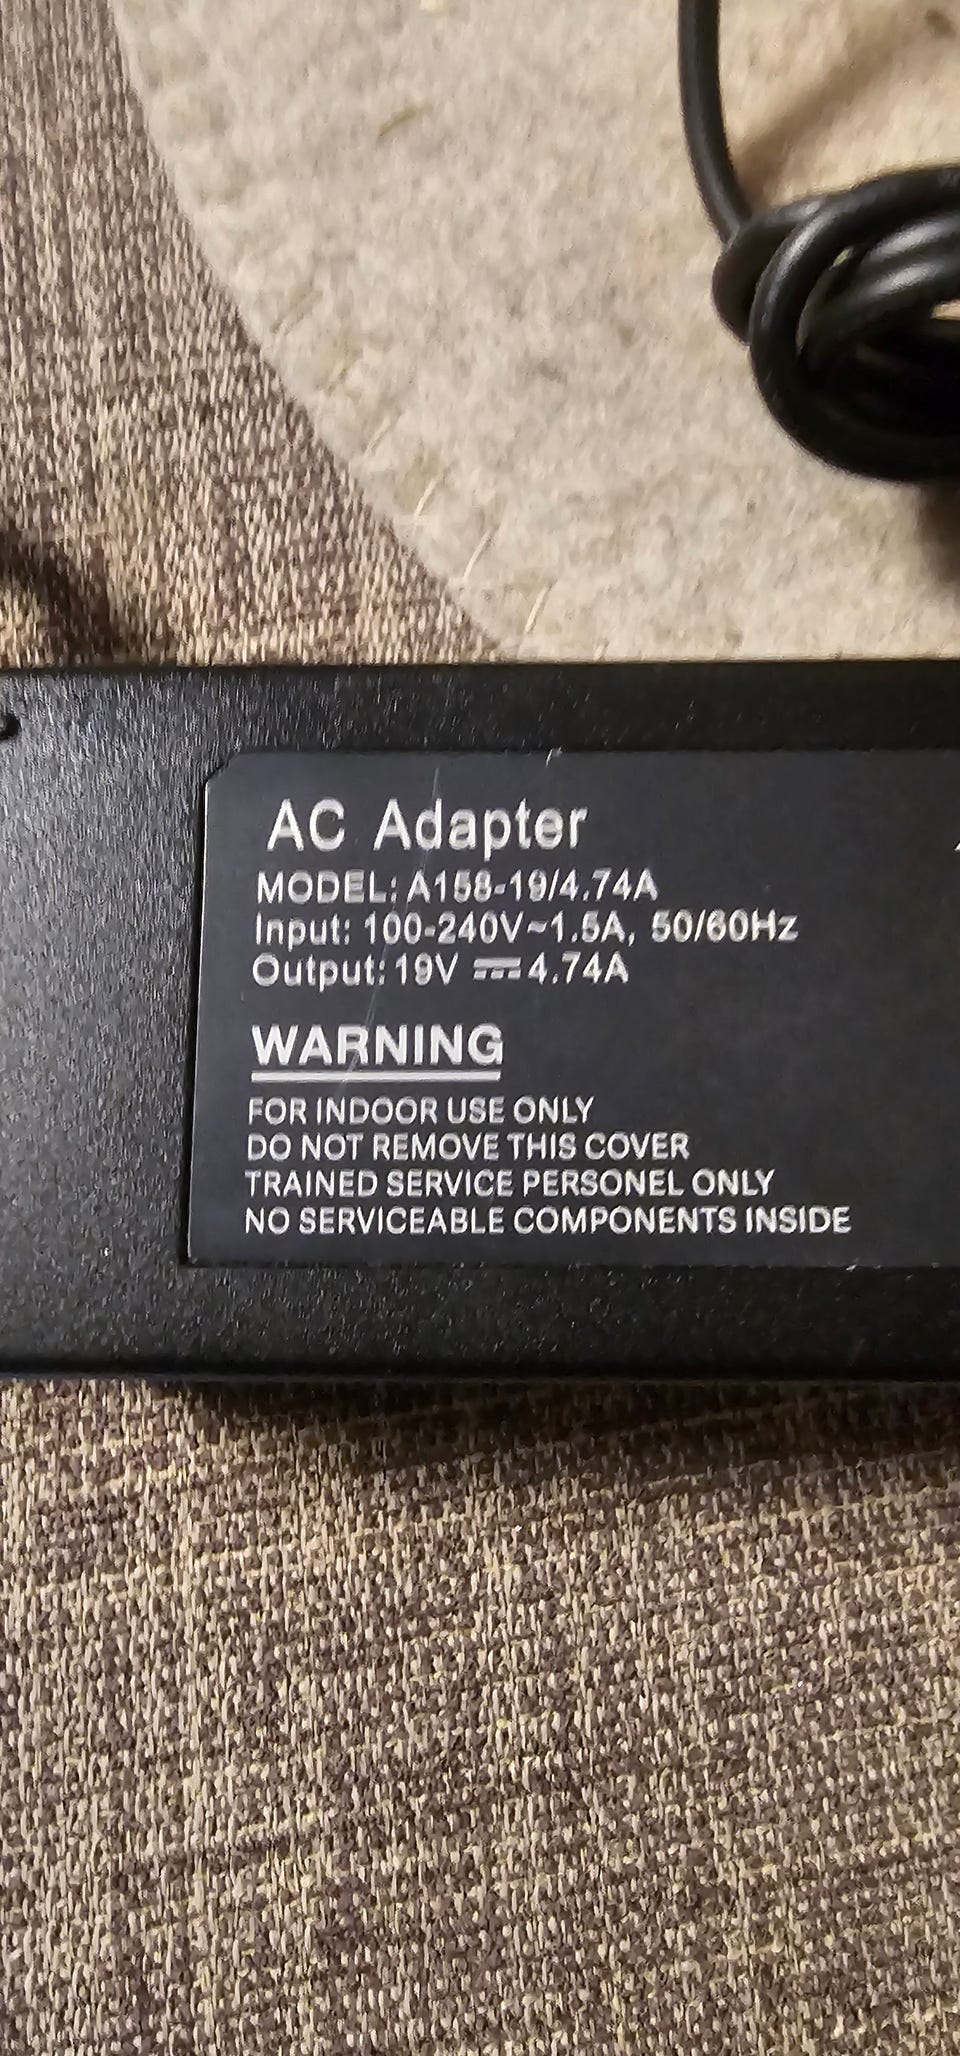 AC Adapter
MODEL: A158-19/4.74A
Input: 100-240V~1.5A, 50/60Hz
Output: 19V ⎓ 4.74A
WARNING
FOR INDOOR USE ONLY
DO NOT REMOVE THIS COVER
TRAINED SERVICE PERSONEL ONLY
NO SERVICEABLE COMPONENTS INSIDE